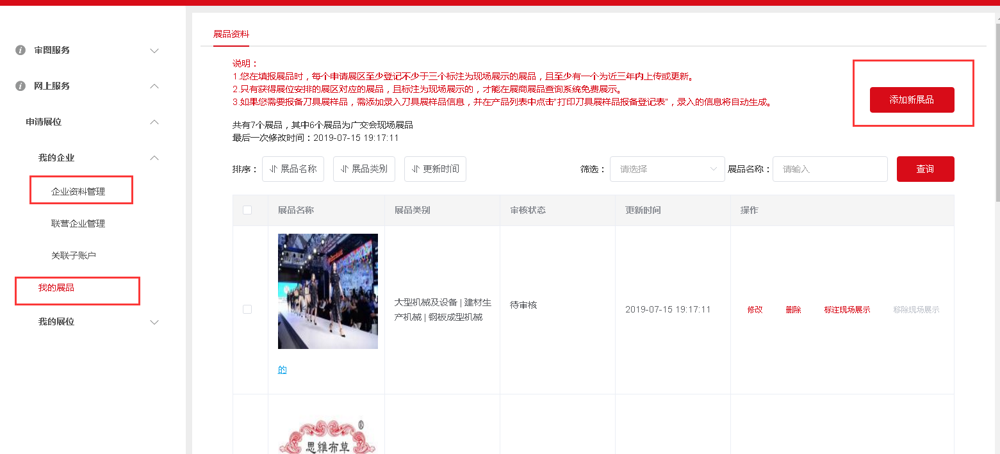 审图服务
网上服务
申请展位
我的企业
企业资料管理
联营企业管理
关联子账户
我的展品
我的展位
展品资料
说明：
1.您在填报展品时，每个申请展区至少登记不少于三个标注为现场展示的展品，且至少有一个为近三年内上传或更新。
2.只有获得展位安排的展区对应的展品，且标注为现场展示的，才能在展商展品查询系统免费展示。
3.如果您需要报备刀具展样品，需添加录入刀具展样品信息，并在产品列表中点击"打印刀具展样品报备登记表"，录入的信息将自动生成。
添加新展品
共有7个展品，其中6个展品为广交会现场展品
最后一次修改时间：2019-07-15 19:17:11
排序： 展品名称 展品类别 更新时间 筛选： 请选择 展品名称： 请输入 查询
展品名称 展品类别 审核状态 更新时间 操作
大型机械及设备 | 建材生
产机械 | 钢板成型机械
待审核
2019-07-15 19:17:11
修改 删除 标注现场展示 移除现场展示
的
®
思維布草